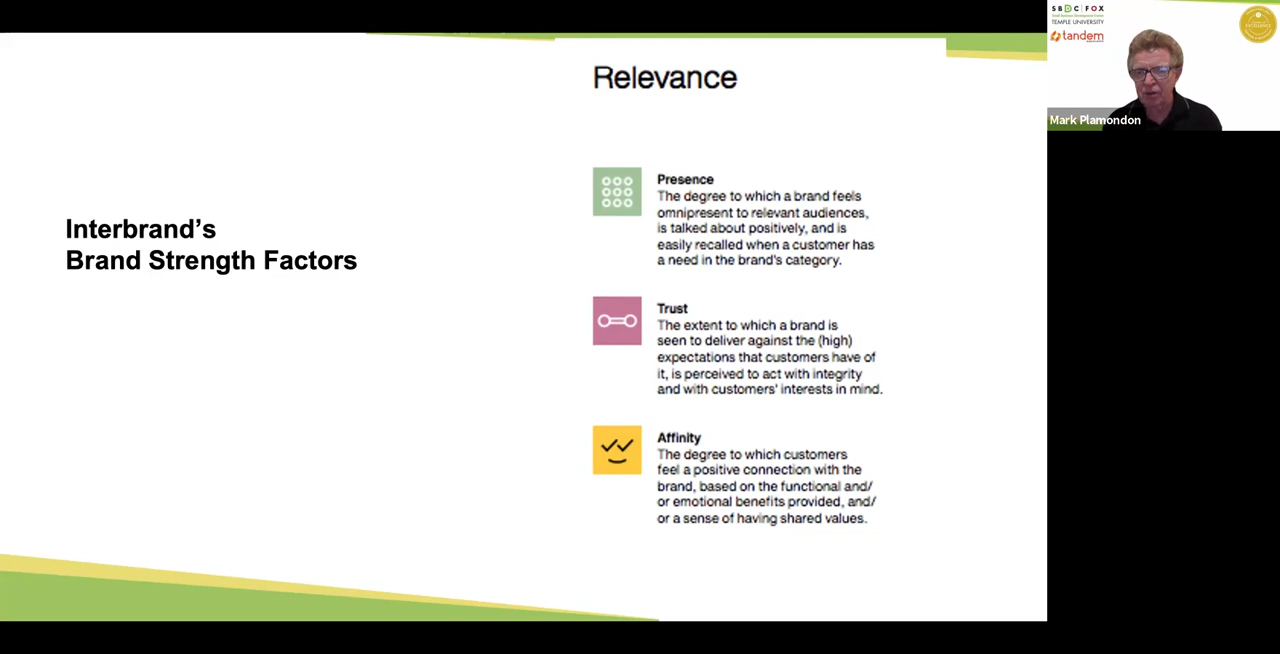 Interbrand's
Brand Strength Factors
Relevance
Presence
The degree to which a brand feels
omnipresent to relevant audiences,
is talked about positively, and is
easily recalled when a customer has
a need in the brand's category.
Trust
The extent to which a brand is
seen to deliver against the (high)
expectations that customers have of
it, is perceived to act with integrity
and with customers' interests in mind.
Affinity
The degree to which customers
feel a positive connection with the
brand, based on the functional and/
or emotional benefits provided, and/
or a sense of having shared values.
SBDC | FOX
Small Business Development Center
TEMPLE UNIVERSITY
tandem
Mark Plamondon